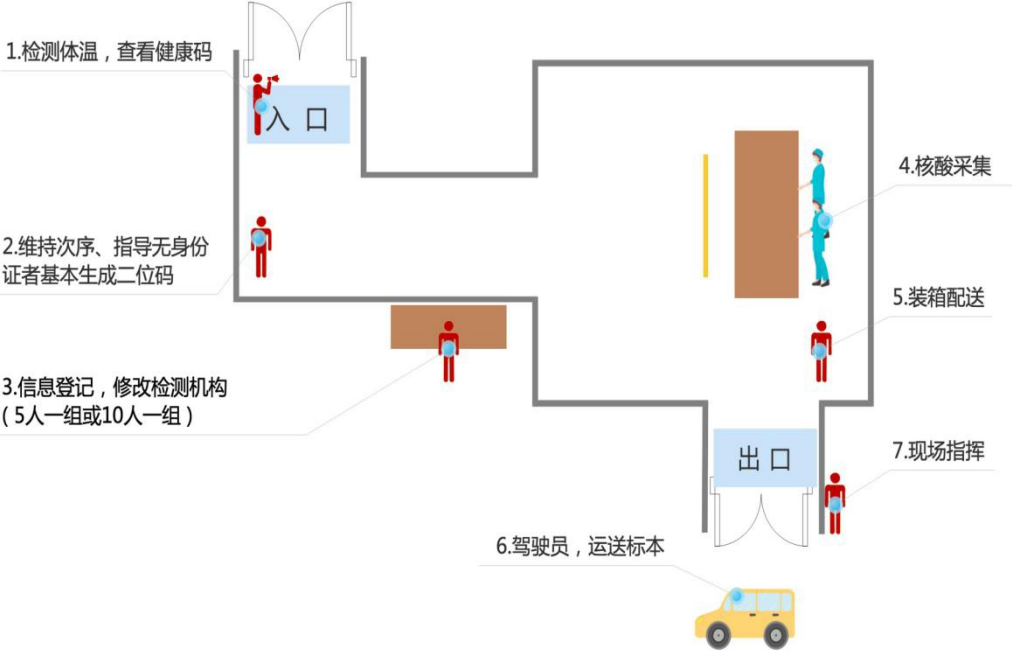 1.检测体温，查看健康码
入 口
2.维持次序、指导无身份
证者基本生成二位码
3.信息登记，修改检测机构
（5人一组或10人一组）
4.核酸采集
5.装箱配送
出 口
7.现场指挥
6.驾驶员，运送标本